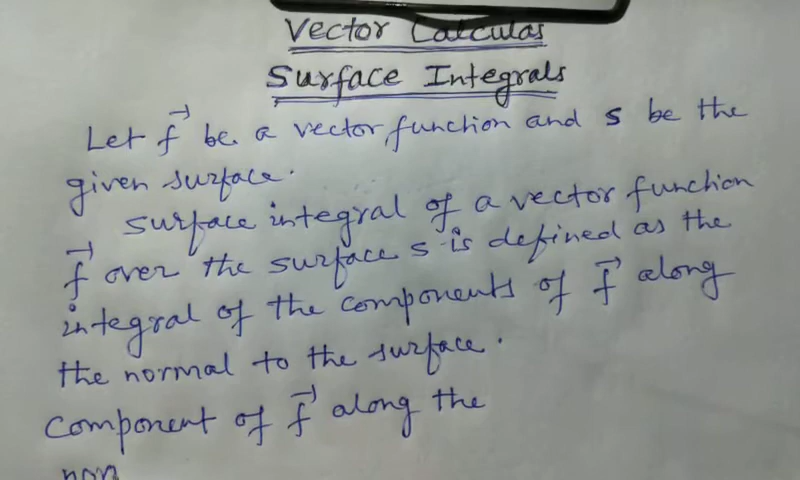 Vector Calculas
Surface Integrals
Let f⃗ be a vector function and s be the
given surface.
surface integral of a vector function
f⃗ over the surface s is defined as the
integral of the components of f⃗ along
the normal to the surface.
component of f⃗ along the